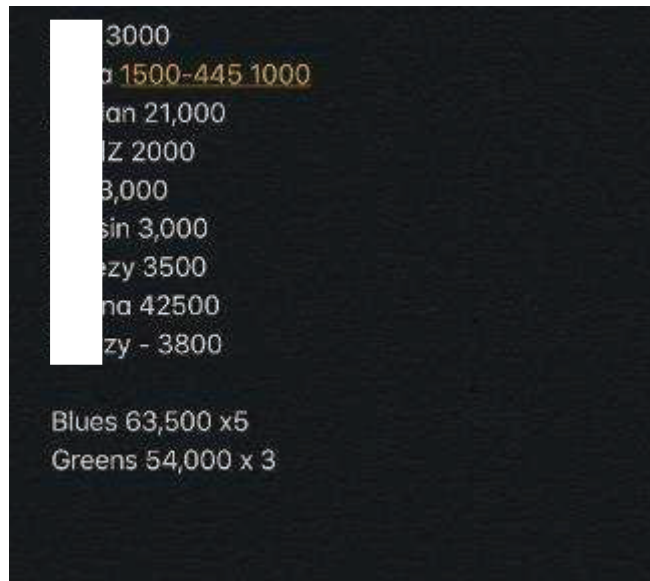 3000
a 1500-445 1000
ian 21,000
lZ 2000
3,000
sin 3,000
ezy 3500
na 42500
zy - 3800
Blues 63,500 x5
Greens 54,000 x 3